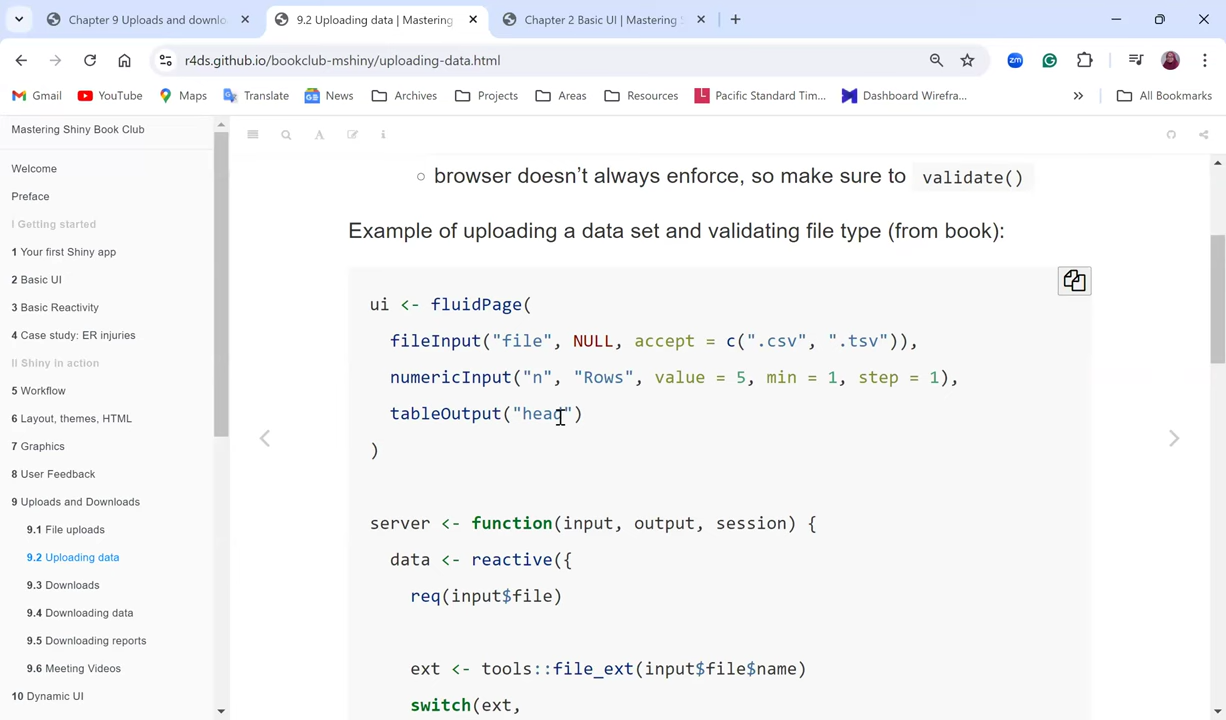 Chapter 9 Uploads and downlo
9.2 Uploading data | Mastering
Chapter 2 Basic UI | Mastering
r4ds.github.io/bookclub-mshiny/uploading-data.html
zm
Gmail
YouTube
Maps
Translate
News
Archives
Projects
Areas
Resources
Pacific Standard Tim...
Dashboard Wirefra...
All Bookmarks
Mastering Shiny Book Club
Welcome
Preface
I Getting started
1 Your first Shiny app
2 Basic UI
3 Basic Reactivity
4 Case study: ER injuries
II Shiny in action
5 Workflow
6 Layout, themes, HTML
7 Graphics
8 User Feedback
9 Uploads and Downloads
9.1 File uploads
9.2 Uploading data
9.3 Downloads
9.4 Downloading data
9.5 Downloading reports
9.6 Meeting Videos
10 Dynamic UI
browser doesn’t always enforce, so make sure to validate()
Example of uploading a data set and validating file type (from book):
ui <- fluidPage(
fileInput("file", NULL, accept = c(".csv", ".tsv")),
numericInput("n", "Rows", value = 5, min = 1, step = 1),
tableOutput("head")
)
server <- function(input, output, session) {
data <- reactive({
req(input$file)
ext <- tools::file_ext(input$file$name)
switch(ext,